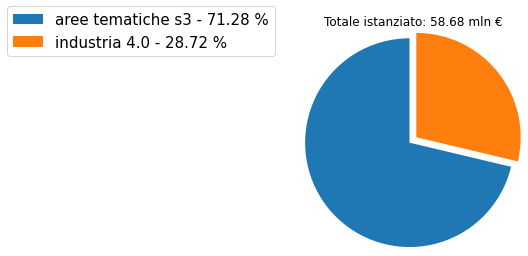 aree tematiche s3 - 71.28 %
industria 4.0 - 28.72 %
Totale istanziato: 58.68 mln €